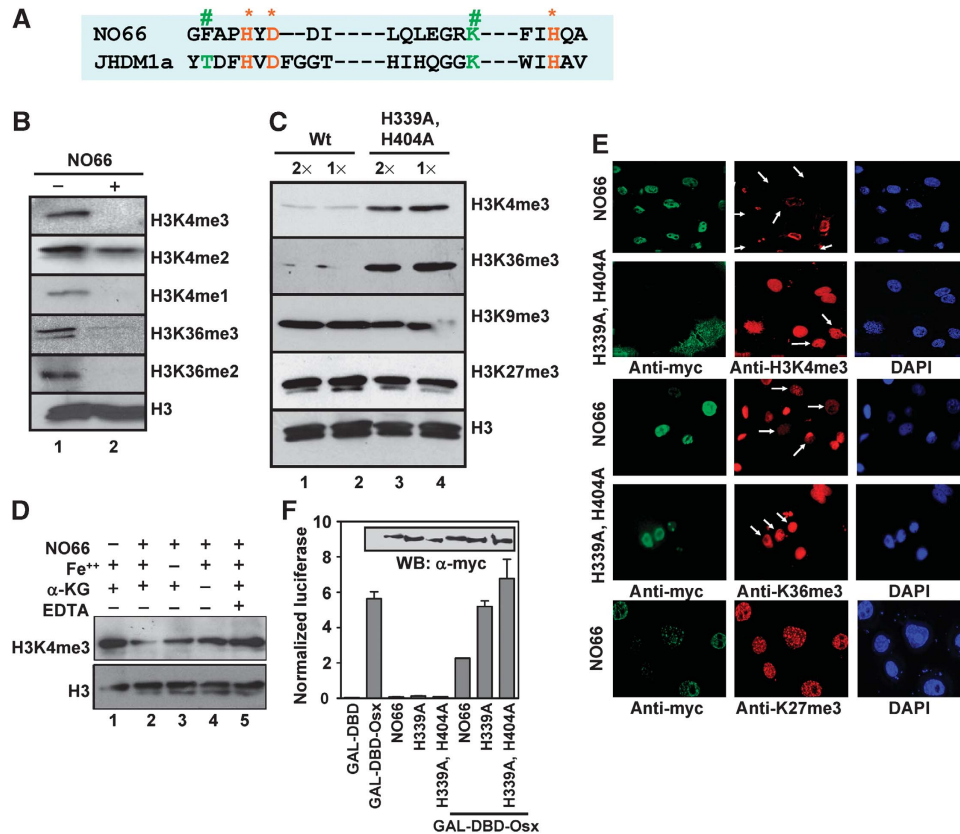 A
# * * # *
NO66 GFAPHYD--DI----LQLEGRK---FIHQA
JHDM1a YTDFHVDFGGT----HIHQGGK---WIHAV
B
NO66
– +
H3K4me3
H3K4me2
H3K4me1
H3K36me3
H3K36me2
H3
1 2
C
Wt H339A, H404A
2× 1× 2× 1×
H3K4me3
H3K36me3
H3K9me3
H3K27me3
H3
1 2 3 4
D
NO66 – + + + +
Fe++ + + – + +
α-KG + + + – +
EDTA – – – – +
H3K4me3
H3
1 2 3 4 5
E
NO66
H339A, H404A
Anti-myc Anti-H3K4me3 DAPI
NO66
H339A, H404A
Anti-myc Anti-K36me3 DAPI
NO66
Anti-myc Anti-K27me3 DAPI
F
Normalized luciferase
10
8
6
4
2
0
WB: α-myc
GAL-DBD
GAL-DBD-Osx
NO66
H339A
H339A, H404A
NO66
H339A
H339A, H404A
GAL-DBD-Osx